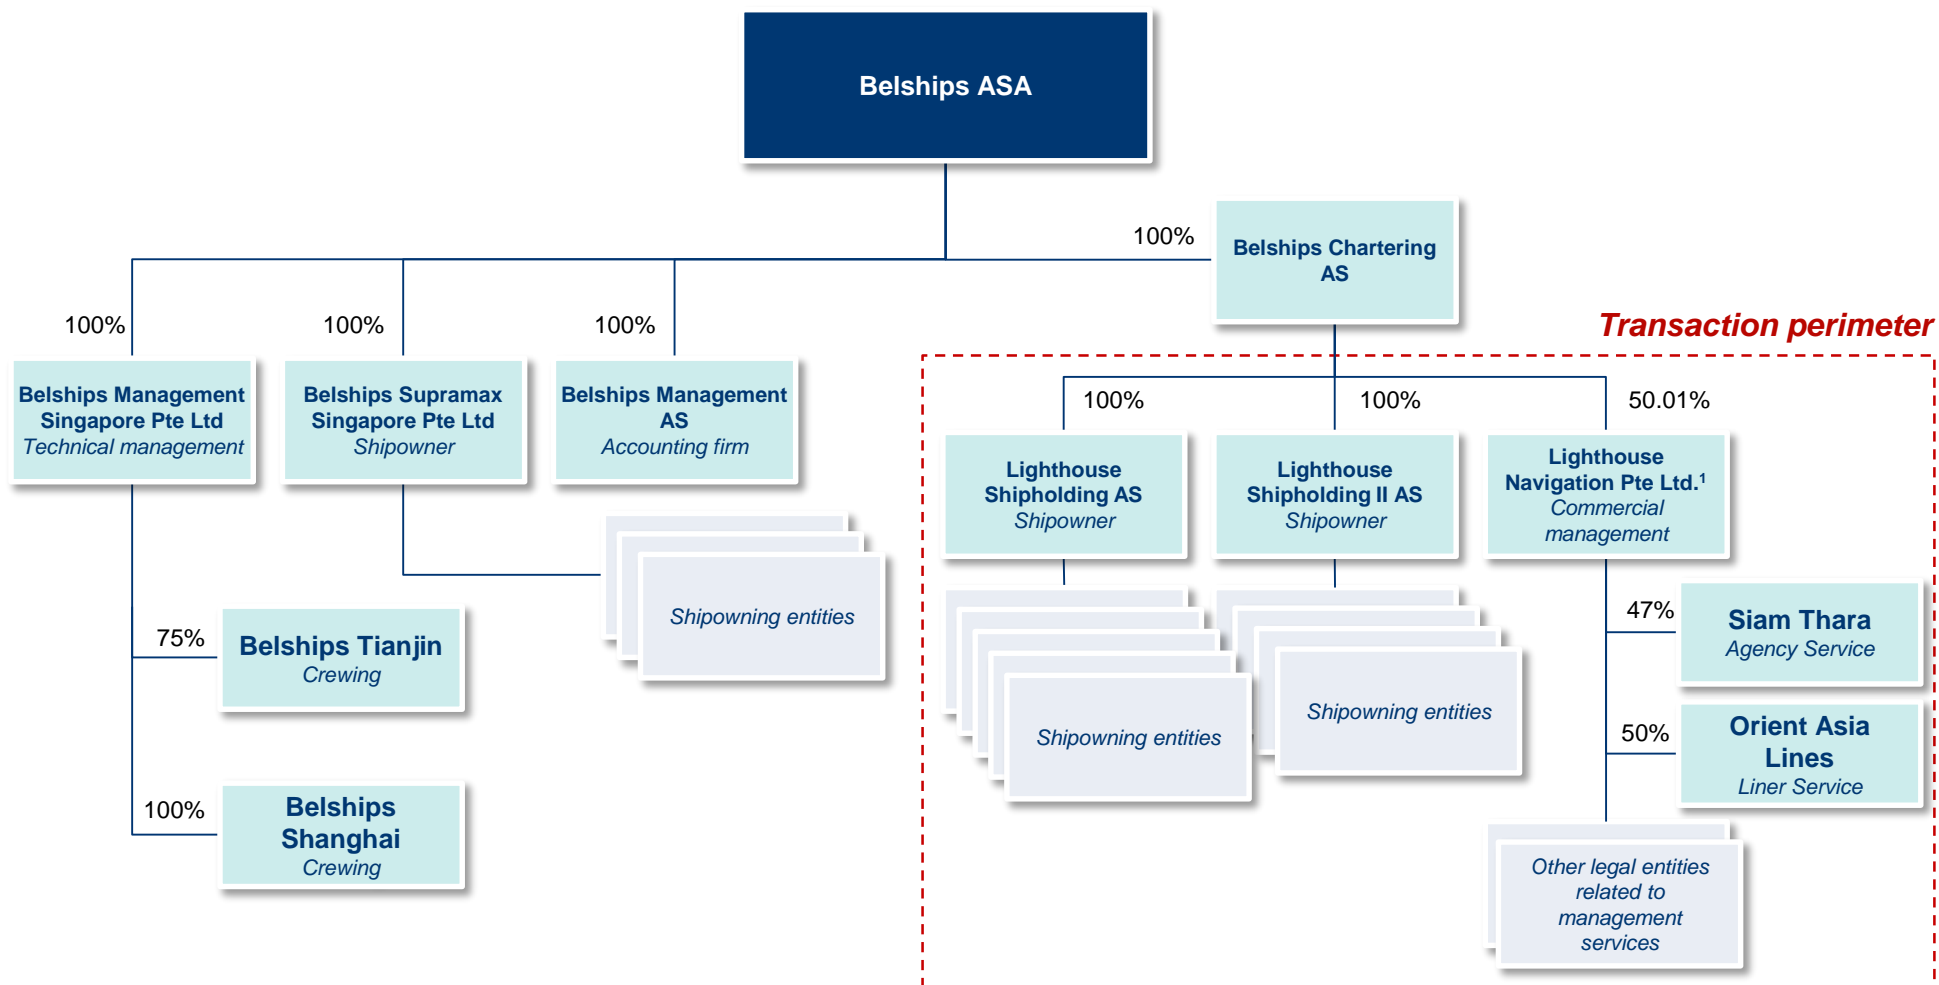 Belships ASA
100%
Belships Chartering
AS
100%
100%
100%
Transaction perimeter
Belships Management
Singapore Pte Ltd
Technical management
Belships Supramax
Singapore Pte Ltd
Shipowner
Belships Management
AS
Accounting firm
100%
100%
50.01%
Lighthouse
Shipholding AS
Shipowner
Lighthouse
Shipholding II AS
Shipowner
Lighthouse
Navigation Pte Ltd.¹
Commercial
management
Shipowning entities
75%
Belships Tianjin
Crewing
47%
Siam Thara
Agency Service
Shipowning entities
Shipowning entities
50%
Orient Asia
Lines
Liner Service
100%
Belships
Shanghai
Crewing
Other legal entities
related to
management
services